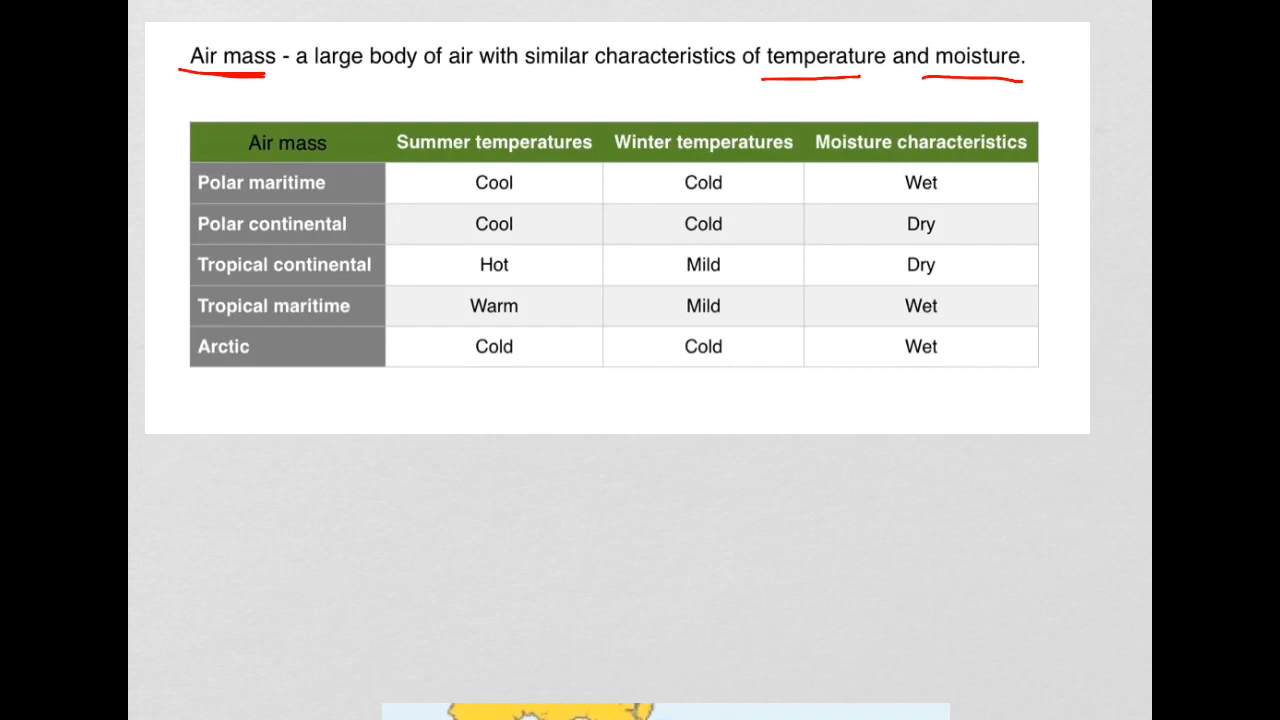 Air mass - a large body of air with similar characteristics of temperature and moisture.
Air mass Summer temperatures Winter temperatures Moisture characteristics
Polar maritime Cool Cold Wet
Polar continental Cool Cold Dry
Tropical continental Hot Mild Dry
Tropical maritime Warm Mild Wet
Arctic Cold Cold Wet